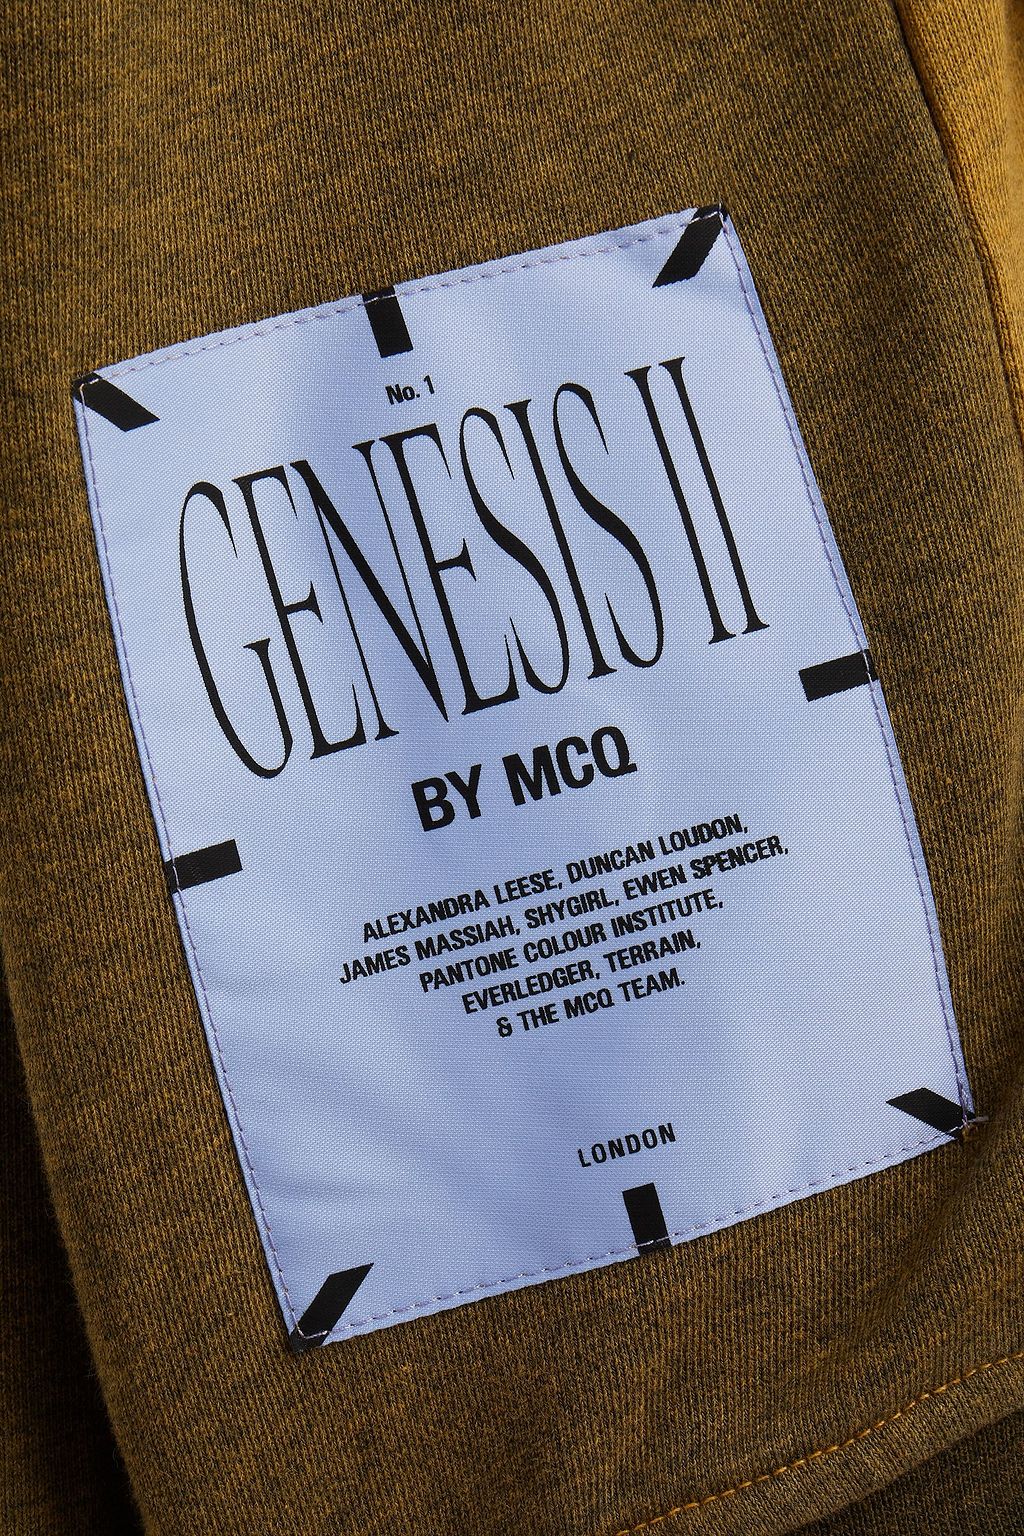 No. 1
GENESIS II
BY MCQ
ALEXANDRA LEESE, DUNCAN LOUDON,
JAMES MASSIAH, SHYGIRL, EWEN SPENCER,
PANTONE COLOUR INSTITUTE,
EVERLEDGER, TERRAIN,
& THE MCQ TEAM.
LONDON